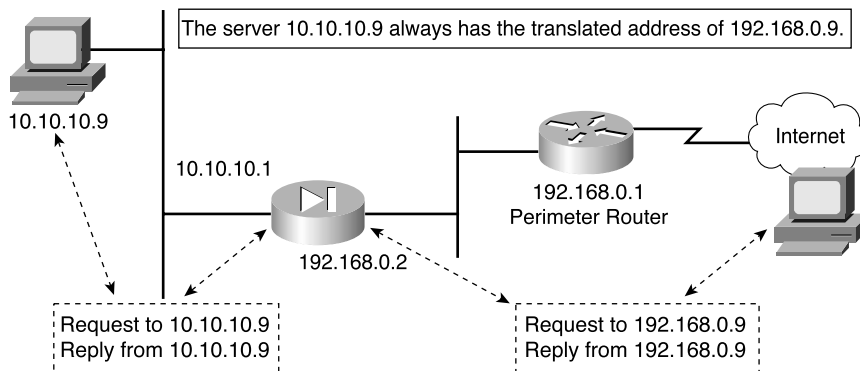 The server 10.10.10.9 always has the translated address of 192.168.0.9.
10.10.10.9
Internet
10.10.10.1
192.168.0.1
Perimeter Router
192.168.0.2
Request to 10.10.10.9
Reply from 10.10.10.9
Request to 192.168.0.9
Reply from 192.168.0.9